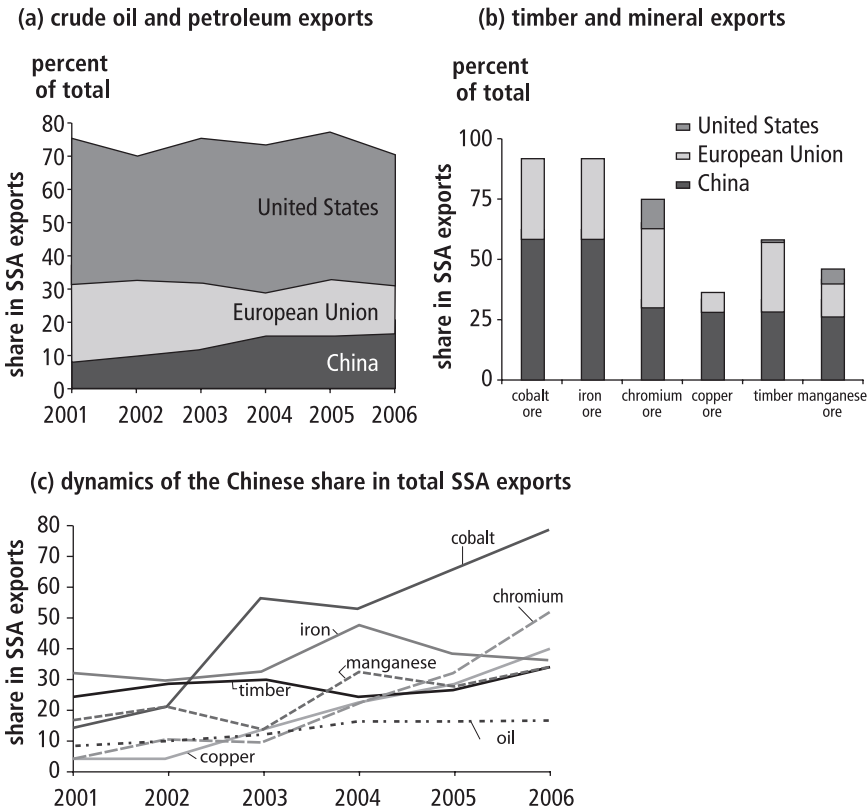 (a) crude oil and petroleum exports
percent
of total
share in SSA exports
80
70
60
50
40
30
20
10
0
United States
European Union
China
2001 2002 2003 2004 2005 2006
(b) timber and mineral exports
percent
of total
share in SSA exports
100
75
50
25
0
United States
European Union
China
cobalt ore
iron ore
chromium ore
copper ore
timber
manganese ore
(c) dynamics of the Chinese share in total SSA exports
share in SSA exports
80
70
60
50
40
30
20
10
0
cobalt
chromium
iron
manganese
timber
oil
copper
2001 2002 2003 2004 2005 2006